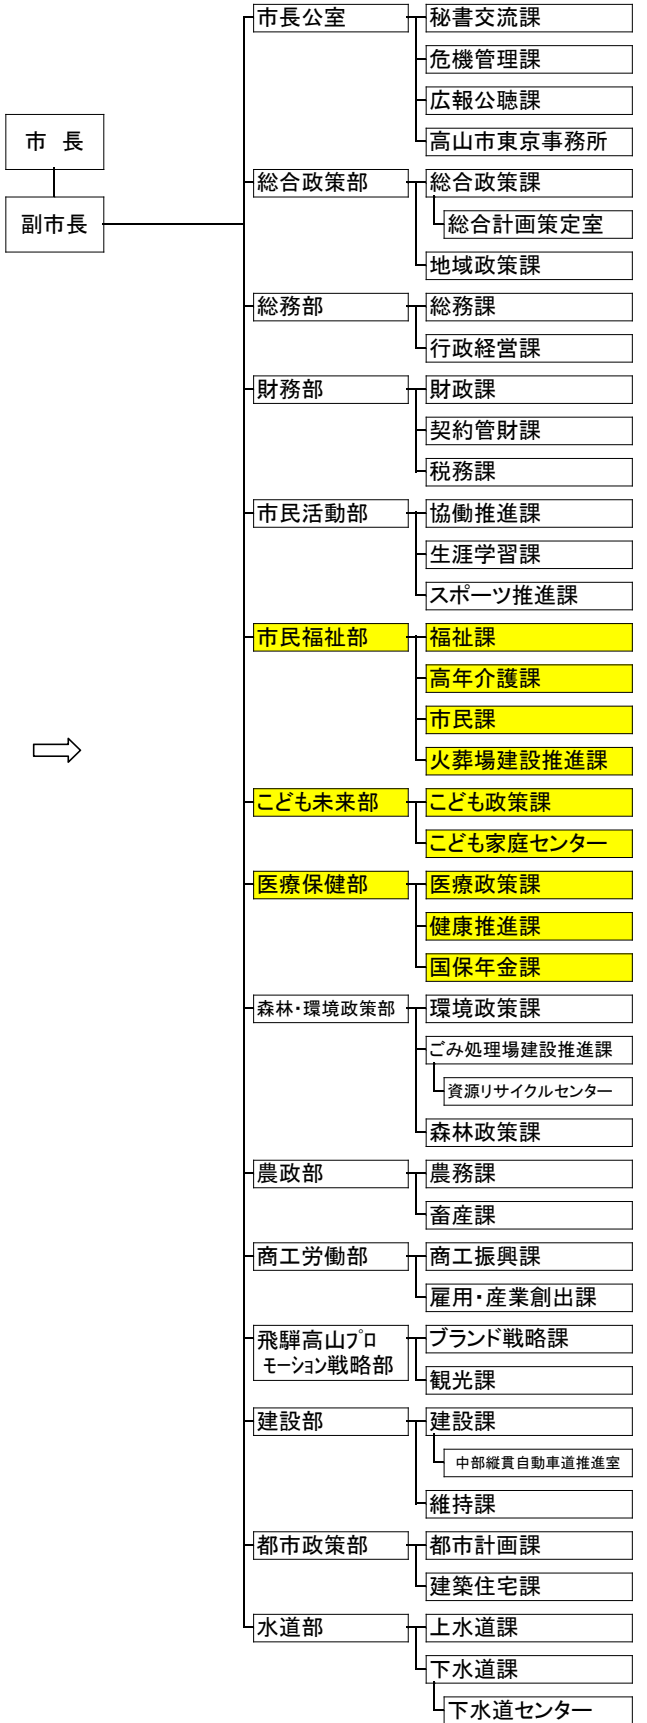 市長公室
秘書交流課
危機管理課
広報公聴課
高山市東京事務所
市 長
副市長
総合政策部
総合政策課
総合計画策定室
地域政策課
総務部
総務課
行政経営課
財務部
財政課
契約管財課
税務課
市民活動部
協働推進課
生涯学習課
スポーツ推進課
市民福祉部
福祉課
高年介護課
市民課
火葬場建設推進課
こども未来部
こども政策課
こども家庭センター
医療保健部
医療政策課
健康推進課
国保年金課
森林・環境政策部
環境政策課
ごみ処理場建設推進課
資源リサイクルセンター
森林政策課
農政部
農務課
畜産課
商工労働部
商工振興課
雇用・産業創出課
飛騨高山ﾌﾟﾛ
ﾓｰｼｮﾝ戦略部
ブランド戦略課
観光課
建設部
建設課
中部縦貫自動車道推進室
維持課
都市政策部
都市計画課
建築住宅課
水道部
上水道課
下水道課
下水道センター